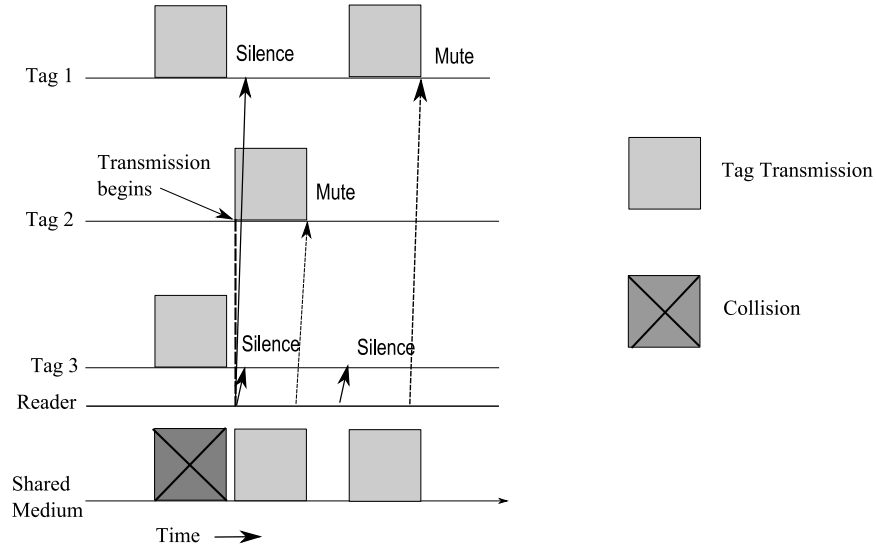 Silence
Mute
Tag 1
Transmission
begins
Mute
Tag 2
Tag Transmission
Silence
Silence
Tag 3
Reader
Collision
Shared
Medium
Time